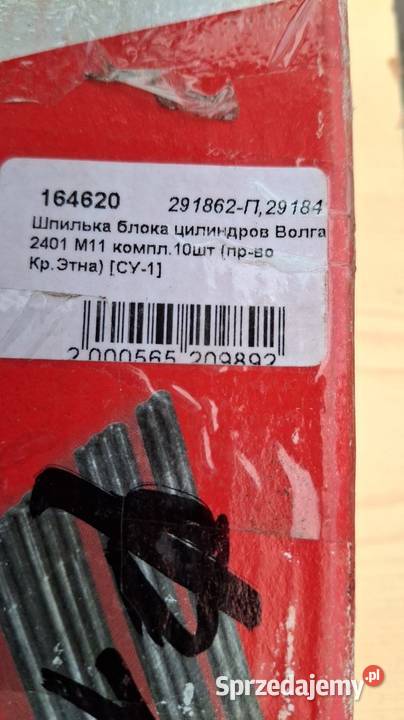 164620 291862-П,29184
Шпилька блока цилиндров Волга
2401 М11 компл.10шт (пр-во
Кр.Этна) [СУ-1]
2 000565 209892
Sprzedajemy.pl